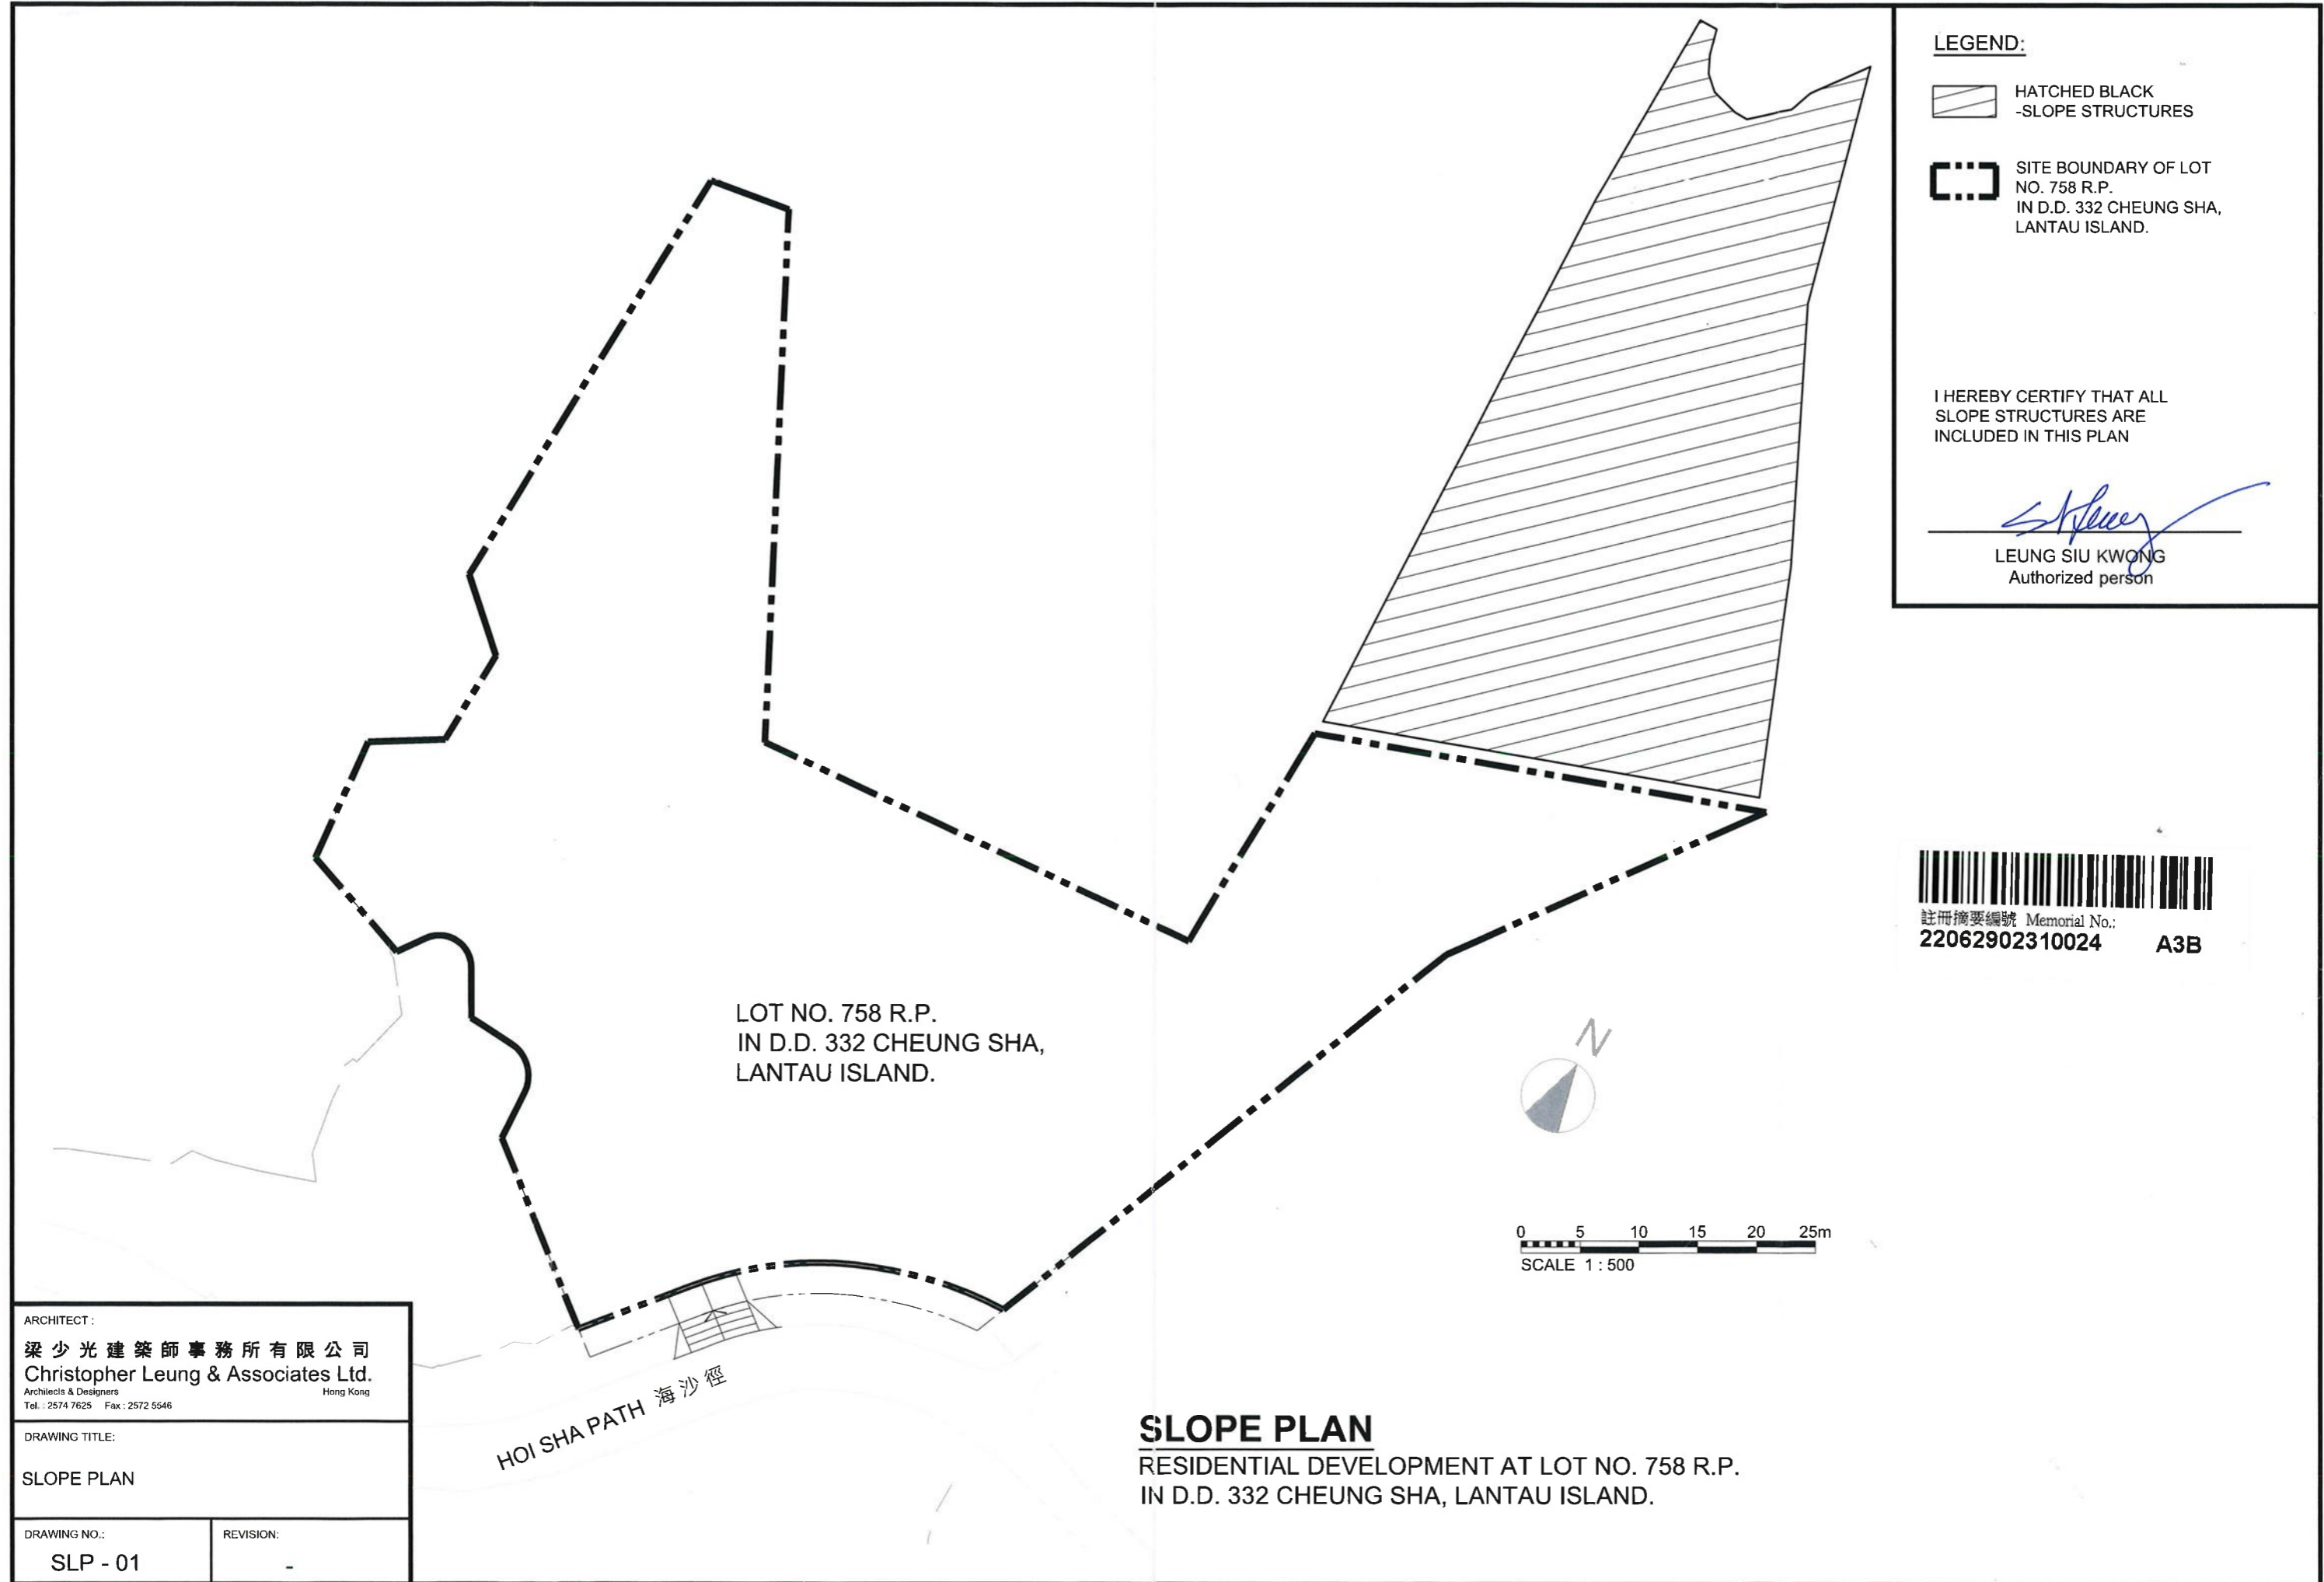 LEGEND:
HATCHED BLACK
-SLOPE STRUCTURES
SITE BOUNDARY OF LOT
NO. 758 R.P.
IN D.D. 332 CHEUNG SHA,
LANTAU ISLAND.
I HEREBY CERTIFY THAT ALL
SLOPE STRUCTURES ARE
INCLUDED IN THIS PLAN
LEUNG SIU KWONG
Authorized person
註冊摘要編號 Memorial No.:
22062902310024 A3B
LOT NO. 758 R.P.
IN D.D. 332 CHEUNG SHA,
LANTAU ISLAND.
N
0 5 10 15 20 25m
SCALE 1 : 500
HOI SHA PATH 海沙徑
SLOPE PLAN
RESIDENTIAL DEVELOPMENT AT LOT NO. 758 R.P.
IN D.D. 332 CHEUNG SHA, LANTAU ISLAND.
ARCHITECT :
梁少光建築師事務所有限公司
Christopher Leung & Associates Ltd.
Architects & Designers Hong Kong
Tel. : 2574 7625 Fax : 2572 5546
DRAWING TITLE:
SLOPE PLAN
DRAWING NO.: REVISION:
SLP - 01 -